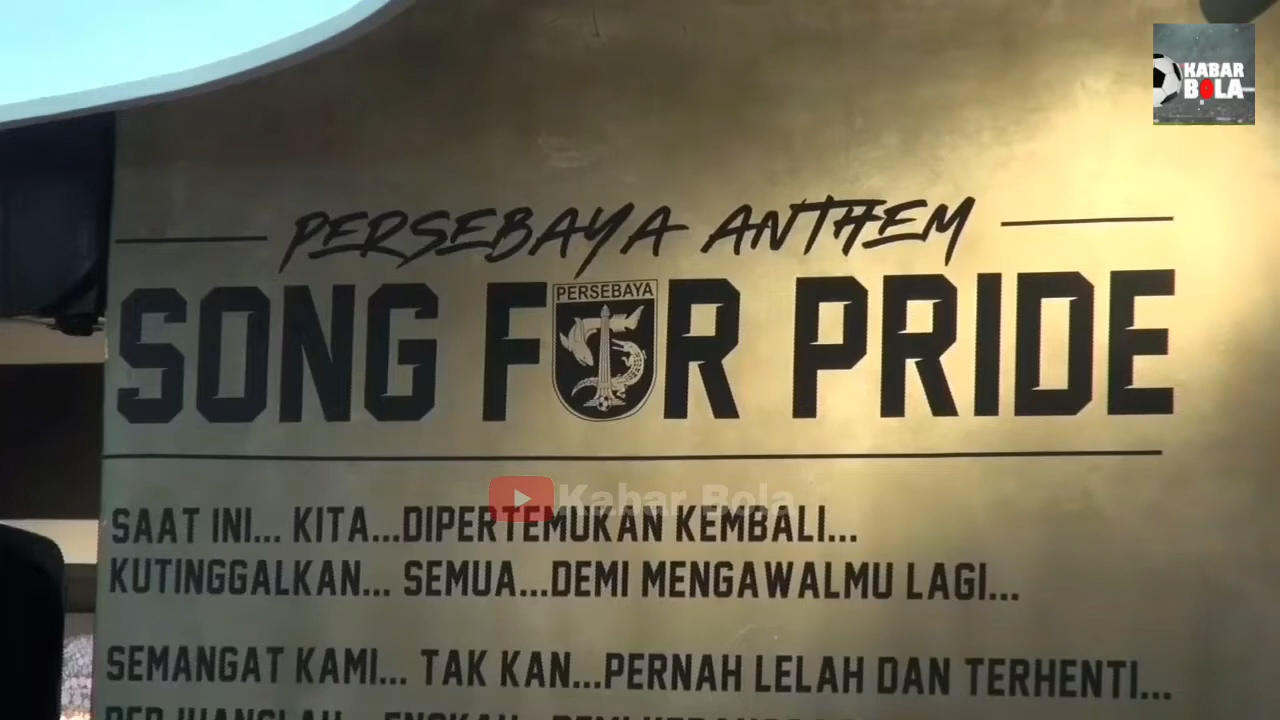 KABAR
BOLA
PERSEBAYA ANTHEM
SONG FOR PRIDE
PERSEBAYA
Kabar Bola
SAAT INI... KITA...DIPERTEMUKAN KEMBALI...
KUTINGGALKAN... SEMUA...DEMI MENGAWALMU LAGI...
SEMANGAT KAMI... TAK KAN...PERNAH LELAH DAN TERHENTI...